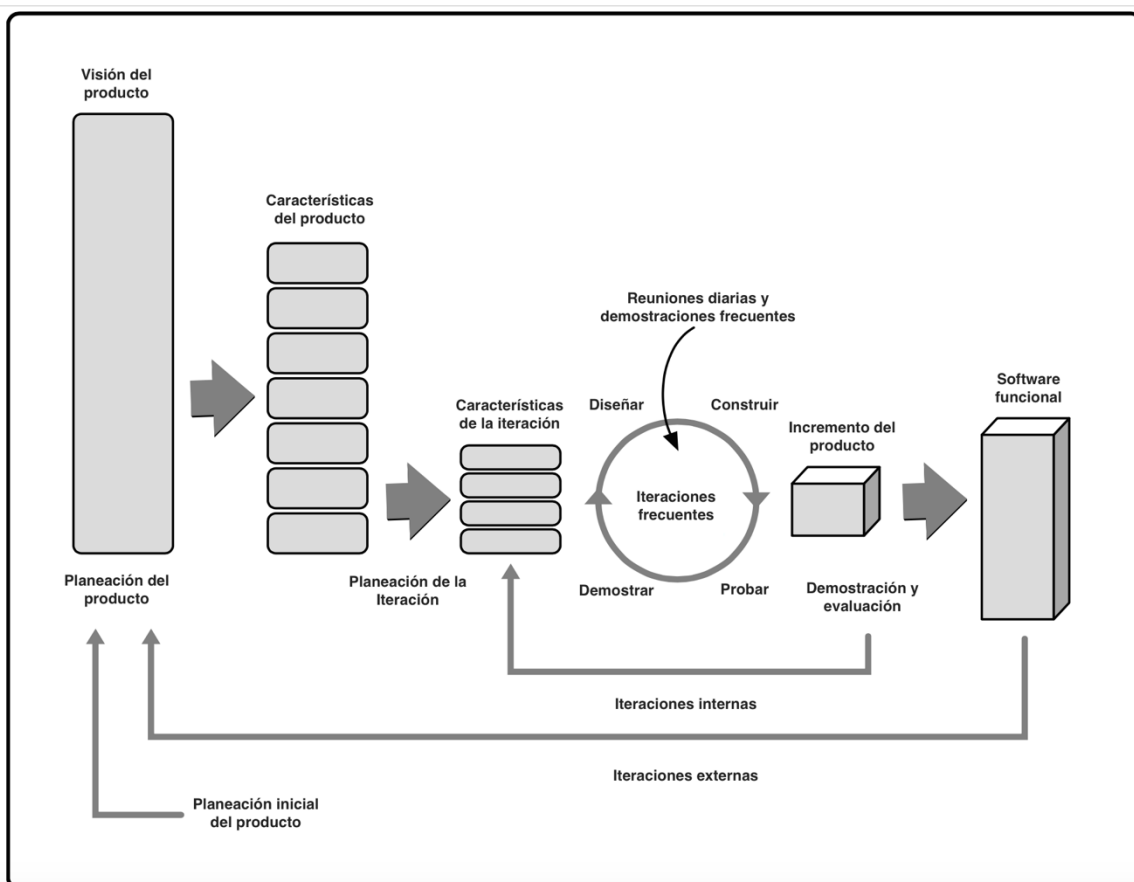 Visión del
producto
Características
del producto
Reuniones diarias y
demostraciones frecuentes
Software
funcional
Características
de la iteración
Diseñar
Construir
Incremento del
producto
Iteraciones
frecuentes
Planeación del
producto
Planeación de la
Iteración
Demostrar
Probar
Demostración y
evaluación
Iteraciones internas
Iteraciones externas
Planeación inicial
del producto